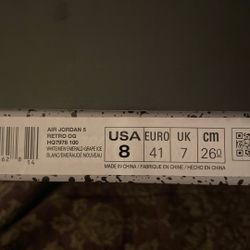 AIR JORDAN 5
RETRO OG
HQ7978 100
WHITE/NEW EMERALD-GRAPE ICE
BLANC/EMERAUDE NOUVEAU
USA EURO UK cm
8 41 7 26
MADE IN CHINA / FABRIQUÉ EN CHINE / HECHO EN CHINA